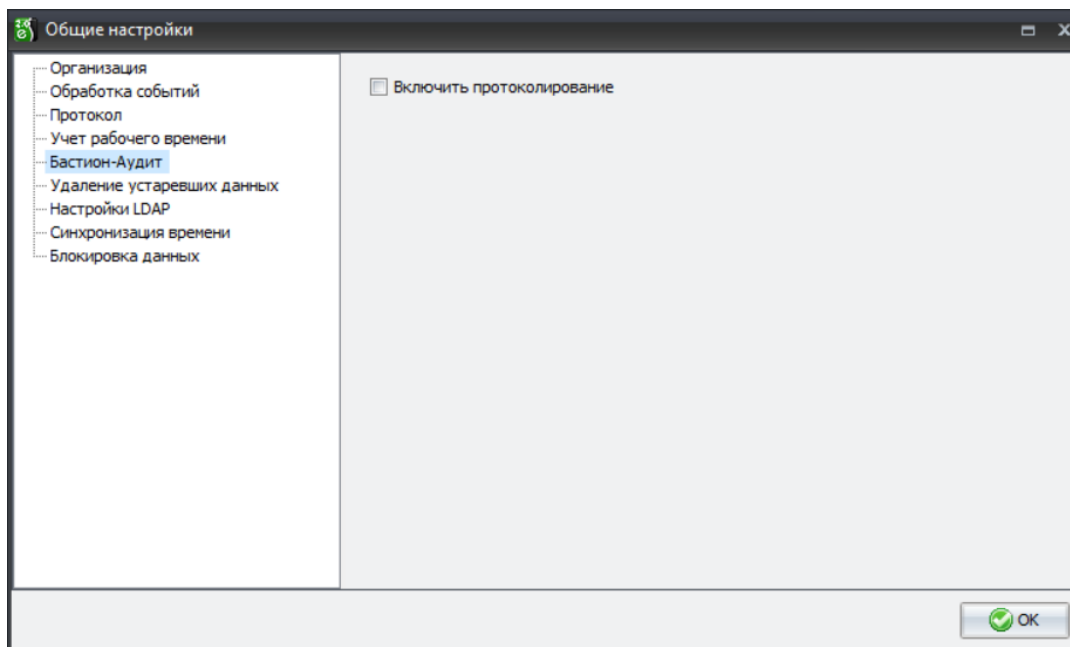 Общие настройки
Организация
Обработка событий
Протокол
Учет рабочего времени
Бастион-Аудит
Удаление устаревших данных
Настройки LDAP
Синхронизация времени
Блокировка данных
Включить протоколирование
OK